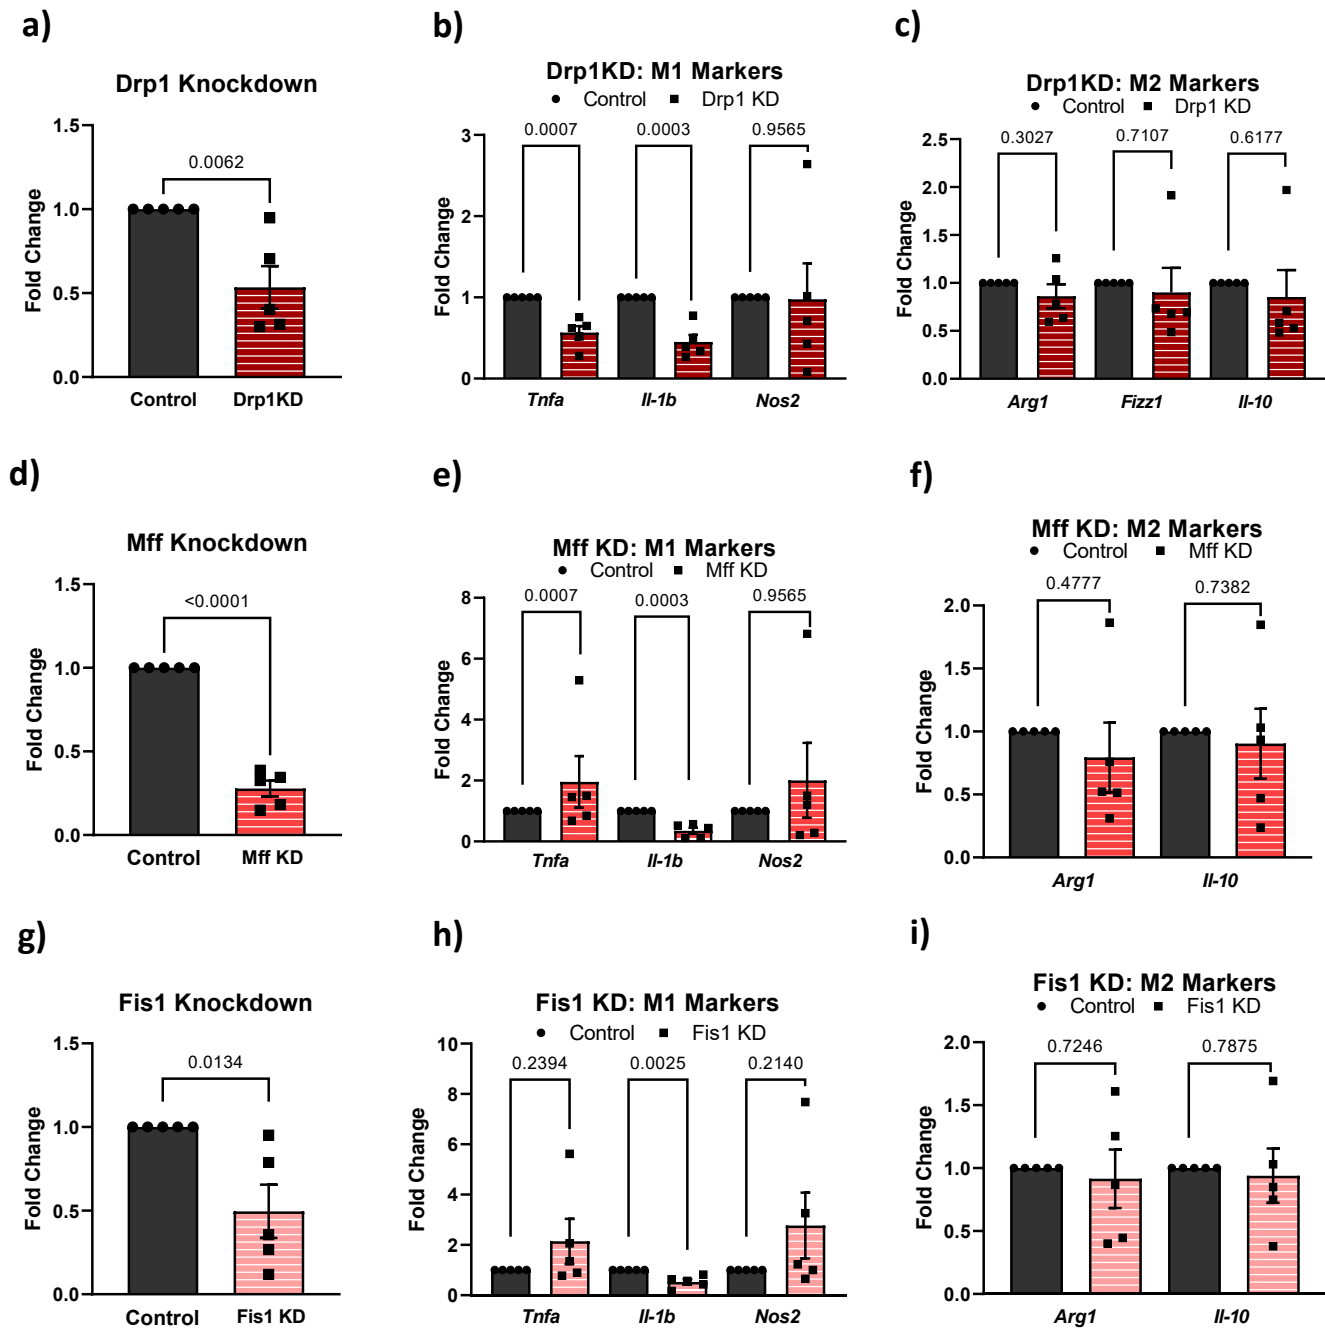 a)
Drp1 Knockdown
Fold Change
1.5
1.0
0.5
0.0
0.0062
Control
Drp1KD
b)
Drp1KD: M1 Markers
Control Drp1 KD
Fold Change
3
2
1
0
0.0007 0.0003 0.9565
Tnfa Il-1b Nos2
c)
Drp1KD: M2 Markers
Control Drp1 KD
Fold Change
2.5
2.0
1.5
1.0
0.5
0.0
0.3027 0.7107 0.6177
Arg1 Fizz1 Il-10
d)
Mff Knockdown
Fold Change
1.5
1.0
0.5
0.0
<0.0001
Control
Mff KD
e)
Mff KD: M1 Markers
Control Mff KD
Fold Change
8
6
4
2
0
0.0007 0.0003 0.9565
Tnfa Il-1b Nos2
f)
Mff KD: M2 Markers
Control Mff KD
Fold Change
2.0
1.5
1.0
0.5
0.0
0.4777 0.7382
Arg1 Il-10
g)
Fis1 Knockdown
Fold Change
1.5
1.0
0.5
0.0
0.0134
Control
Fis1 KD
h)
Fis1 KD: M1 Markers
Control Fis1 KD
Fold Change
10
8
6
4
2
0
0.2394 0.0025 0.2140
Tnfa Il-1b Nos2
i)
Fis1 KD: M2 Markers
Control Fis1 KD
Fold Change
2.0
1.5
1.0
0.5
0.0
0.7246 0.7875
Arg1 Il-10